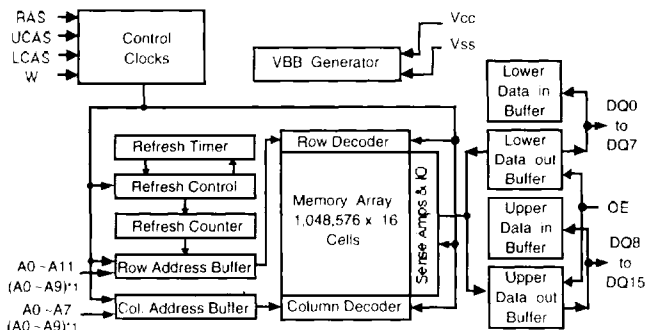 RAS
UCAS
LCAS
W
Control
Clocks
Vcc
Vss
VBB Generator
Lower
Data in
Buffer
DQ0
to
DQ7
Lower
Data out
Buffer
Refresh Timer
Refresh Control
Refresh Counter
Row Address Buffer
Col. Address Buffer
Row Decoder
Memory Array
1,048,576 x 16
Cells
Column Decoder
Sense Amps & IO
OE
Upper
Data in
Buffer
DQ8
to
DQ15
Upper
Data out
Buffer
A0 ~ A11
(A0 ~ A9)*1
A0 ~ A7
(A0 ~ A9)*1